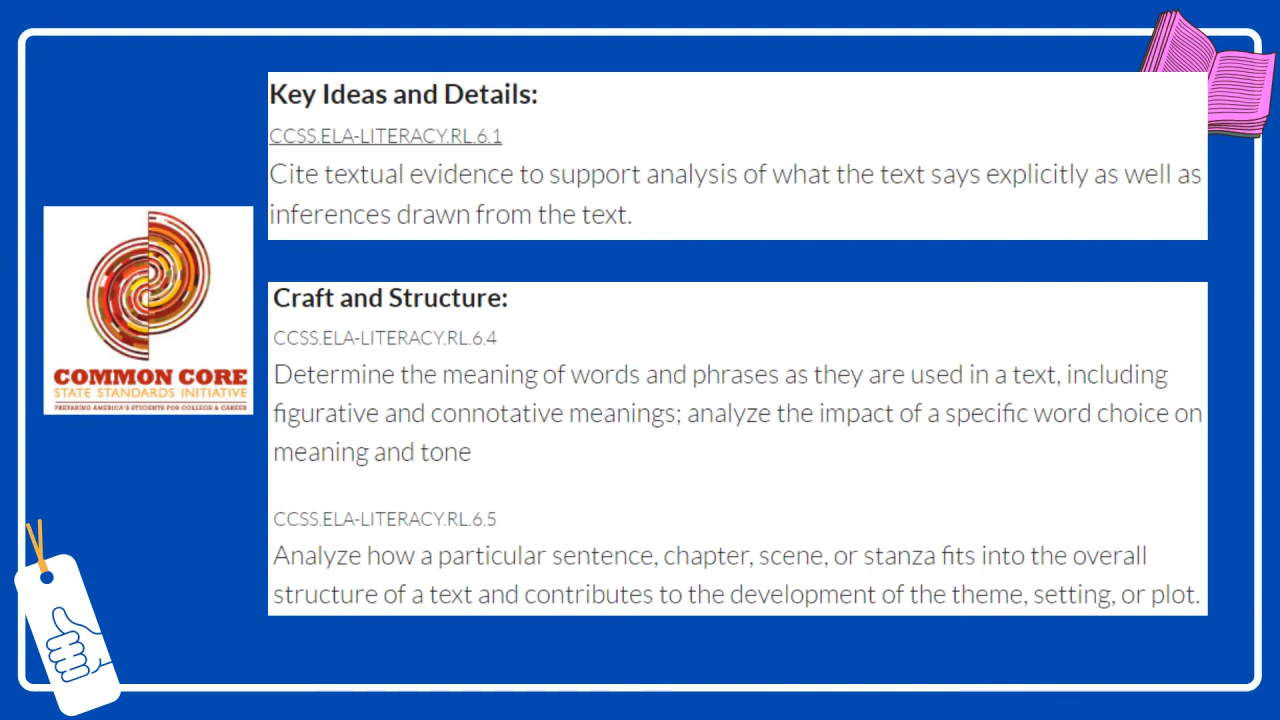 Key Ideas and Details:
CCSS.ELA-LITERACY.RL.6.1
Cite textual evidence to support analysis of what the text says explicitly as well as
inferences drawn from the text.
COMMON CORE
STATE STANDARDS INITIATIVE
PREPARING AMERICA'S STUDENTS FOR COLLEGE & CAREER
Craft and Structure:
CCSS.ELA-LITERACY.RL.6.4
Determine the meaning of words and phrases as they are used in a text, including
figurative and connotative meanings; analyze the impact of a specific word choice on
meaning and tone
CCSS.ELA-LITERACY.RL.6.5
Analyze how a particular sentence, chapter, scene, or stanza fits into the overall
structure of a text and contributes to the development of the theme, setting, or plot.